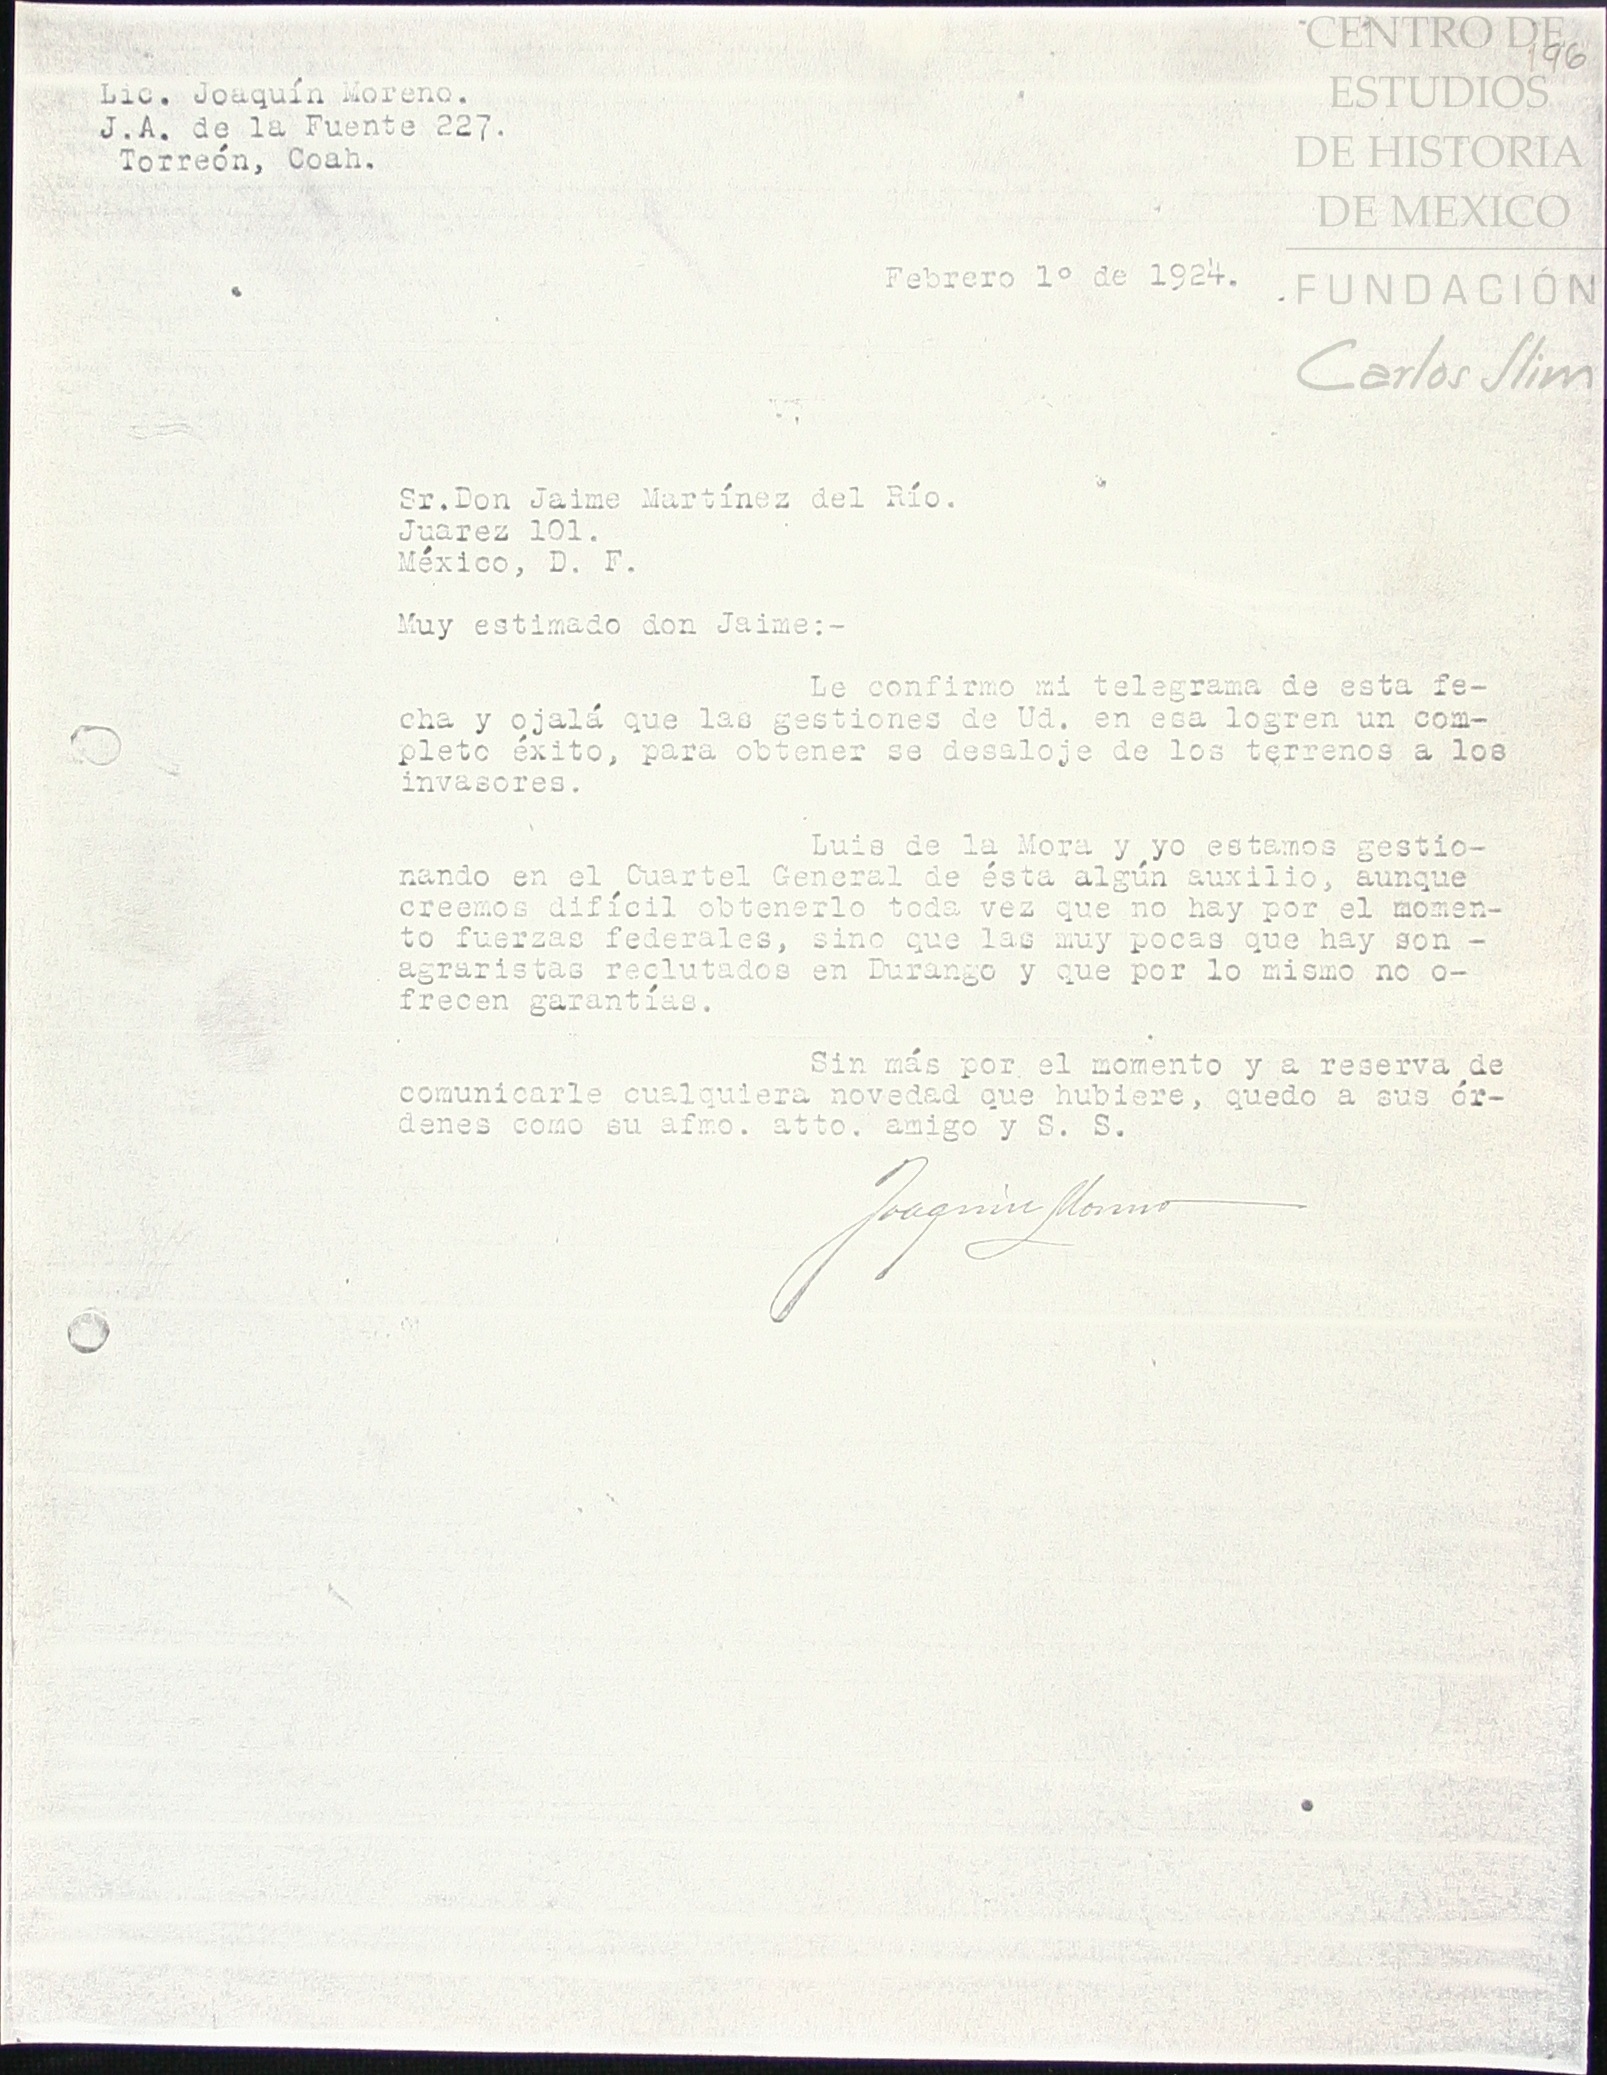 CENTRO DE
196
ESTUDIOS
DE HISTORIA
DE MEXICO
FUNDACIÓN
Carlos Slim
Lic. Joaquín Moreno.
J.A. de la Fuente 227.
Torreón, Coah.
Febrero 1º de 1924.
Sr.Don Jaime Martínez del Río.
Juarez 101.
México, D. F.
Muy estimado don Jaime:-
Le confirmo mi telegrama de esta fe-
cha y ojalá que las gestiones de Ud. en esa logren un com-
pleto éxito, para obtener se desaloje de los terrenos a los
invasores.
Luis de la Mora y yo estamos gestio-
nando en el Cuartel General de ésta algún auxilio, aunque
creemos difícil obtenerlo toda vez que no hay por el momen-
to fuerzas federales, sino que las muy pocas que hay son -
agraristas reclutados en Durango y que por lo mismo no o-
frecen garantías.
Sin más por el momento y a reserva de
comunicarle cualquiera novedad que hubiere, quedo a sus ór-
denes como su afmo. atto. amigo y S. S.
Joaquín Moreno